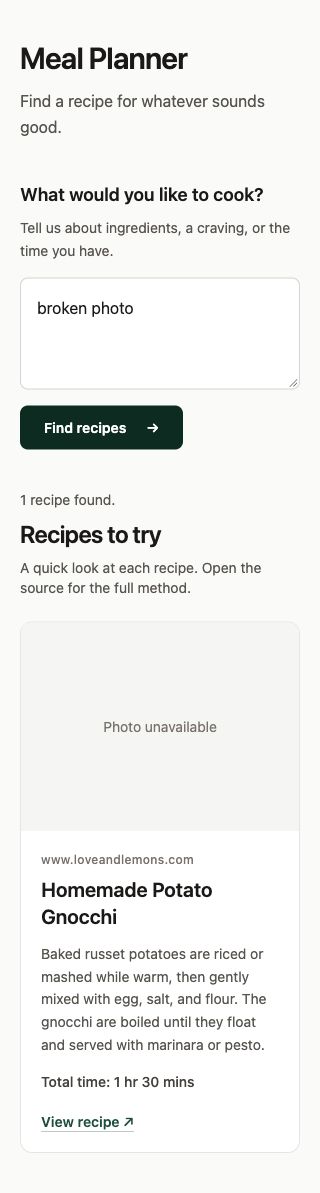 Meal Planner
Find a recipe for whatever sounds
good.
What would you like to cook?
Tell us about ingredients, a craving, or the
time you have.
broken photo
Find recipes →
1 recipe found.
Recipes to try
A quick look at each recipe. Open the
source for the full method.
Photo unavailable
www.loveandlemons.com
Homemade Potato
Gnocchi
Baked russet potatoes are riced or
mashed while warm, then gently
mixed with egg, salt, and flour. The
gnocchi are boiled until they float
and served with marinara or pesto.
Total time: 1 hr 30 mins
View recipe ↗